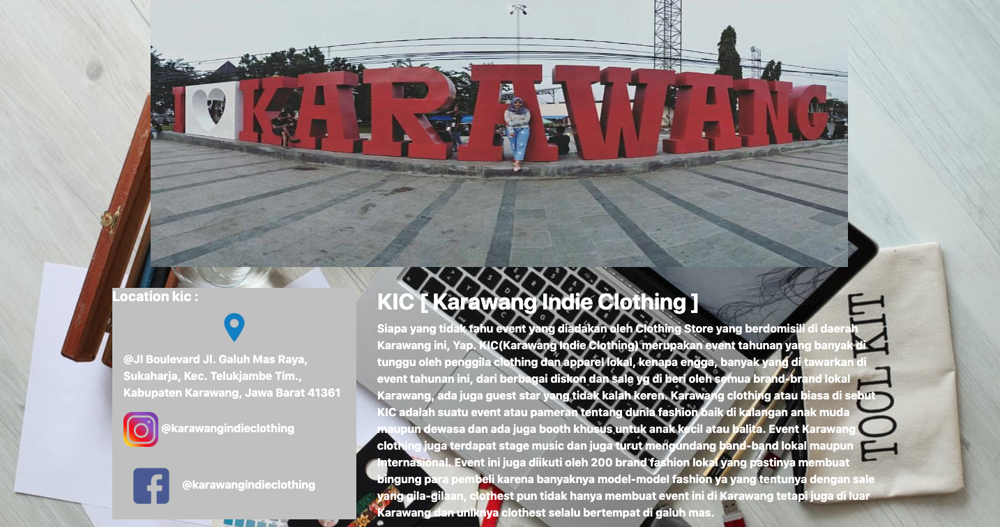 I KARAWANG
Location kic :
@Jl Boulevard Jl. Galuh Mas Raya,
Sukaharja, Kec. Telukjambe Tim.,
Kabupaten Karawang, Jawa Barat 41361
@karawangindieclothing
@karawangindieclothing
KIC [ Karawang Indie Clothing ]
Siapa yang tidak tahu event yang diadakan oleh Clothing Store yang berdomisili di daerah
Karawang ini, Yap. KIC(Karawang Indie Clothing) merupakan event tahunan yang banyak di
tunggu oleh penggila clothing dan apparel lokal, kenapa engga, banyak yang di tawarkan di
event tahunan ini, dari berbagai diskon dan sale yg di beri oleh semua brand-brand lokal
Karawang, ada juga guest star yang tidak kalah keren. Karawang clothing atau biasa di sebut
KIC adalah suatu event atau pameran tentang dunia fashion baik di kalangan anak muda
maupun dewasa dan ada juga booth khusus untuk anak kecil atau balita. Event Karawang
clothing juga terdapat stage music dan juga turut mengundang band-band lokal maupun
Internasional. Event ini juga diikuti oleh 200 brand fashion lokal yang pastinya membuat
bingung para pembeli karena banyaknya model-model fashion ya yang tentunya dengan sale
yang gila-gilaan, clothest pun tidak hanya membuat event ini di Karawang tetapi juga di luar
Karawang dan uniknya clothest selalu bertempat di galuh mas.
TOOL KIT